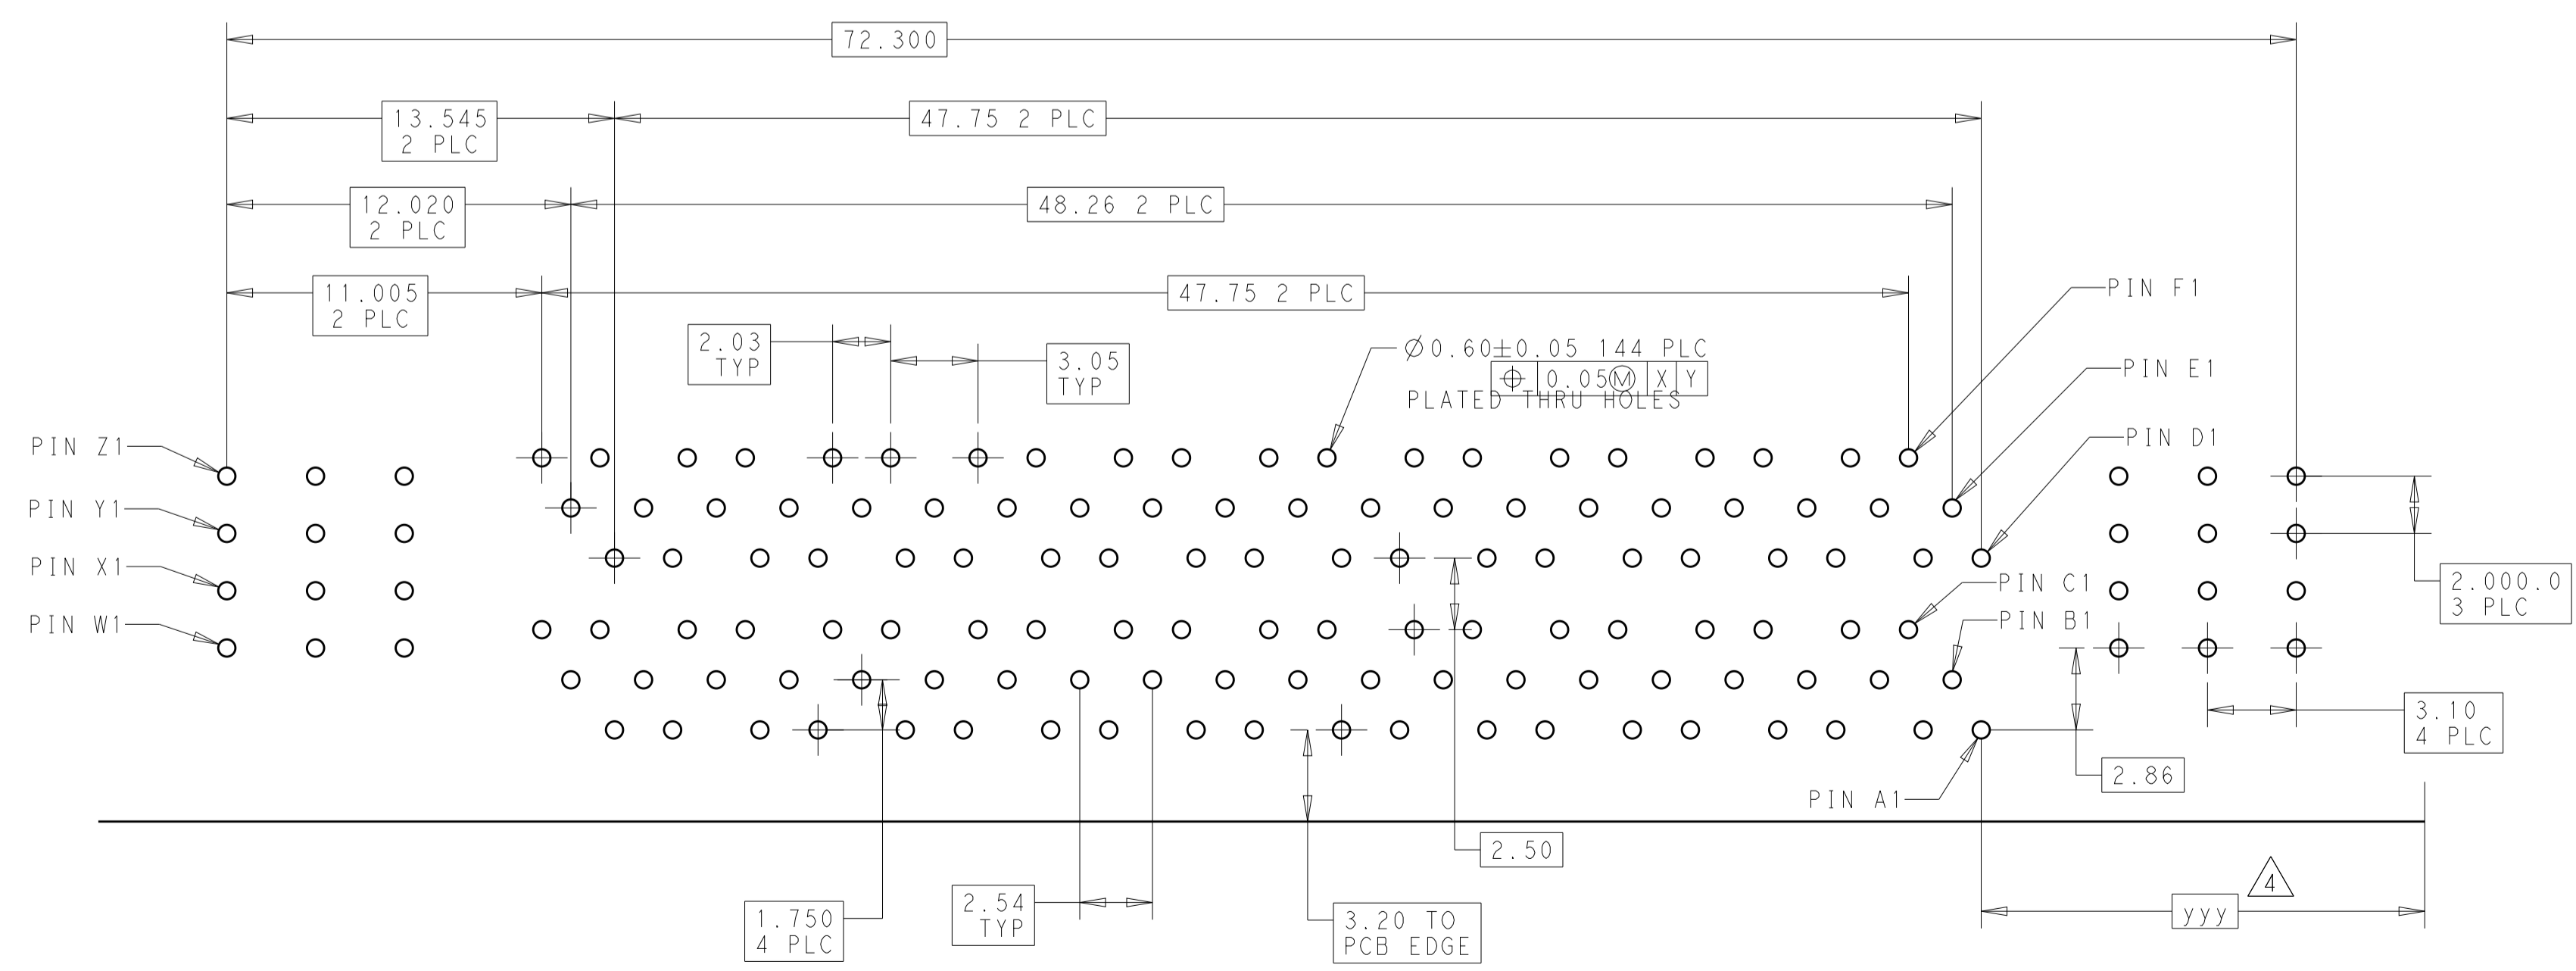 72.300
13.545
2 PLC
47.75 2 PLC
12.020
2 PLC
48.26 2 PLC
11.005
2 PLC
47.75 2 PLC
PIN F1
2.03
TYP
3.05
TYP
Ø0.60±0.05 144 PLC
⌖ 0.05Ⓜ X Y
PLATED THRU HOLES
PIN E1
PIN D1
PIN Z1
PIN Y1
PIN X1
PIN W1
PIN C1
PIN B1
2.000.0
3 PLC
3.10
4 PLC
2.86
PIN A1
2.50
4
1.750
4 PLC
2.54
TYP
3.20 TO
PCB EDGE
yyy